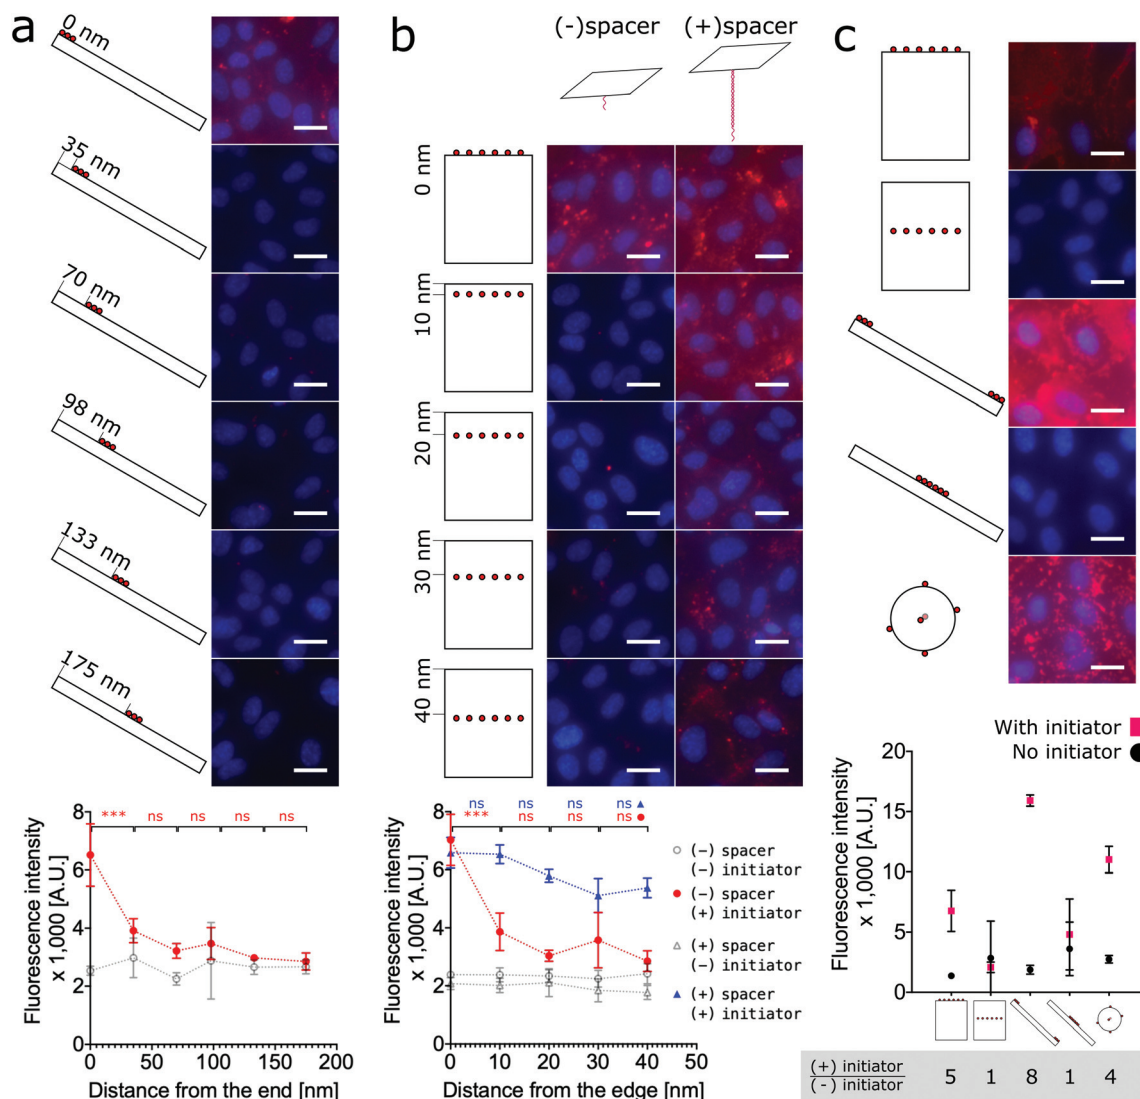 a
0 nm
35 nm
70 nm
98 nm
133 nm
175 nm
8
6
4
2
0
*** ns ns ns ns
Fluorescence intensity
x 1,000 [A.U.]
0 50 100 150 200
Distance from the end [nm]
b
(-)spacer (+)spacer
0 nm
10 nm
20 nm
30 nm
40 nm
8
6
4
2
0
ns ns ns ns
*** ns ns ns
Fluorescence intensity
x 1,000 [A.U.]
0 10 20 30 40 50
Distance from the edge [nm]
(-) spacer
(-) initiator
(-) spacer
(+) initiator
(+) spacer
(-) initiator
(+) spacer
(+) initiator
c
With initiator
No initiator
20
15
10
5
0
Fluorescence intensity
x 1,000 [A.U.]
(+) initiator
(-) initiator
5 1 8 1 4